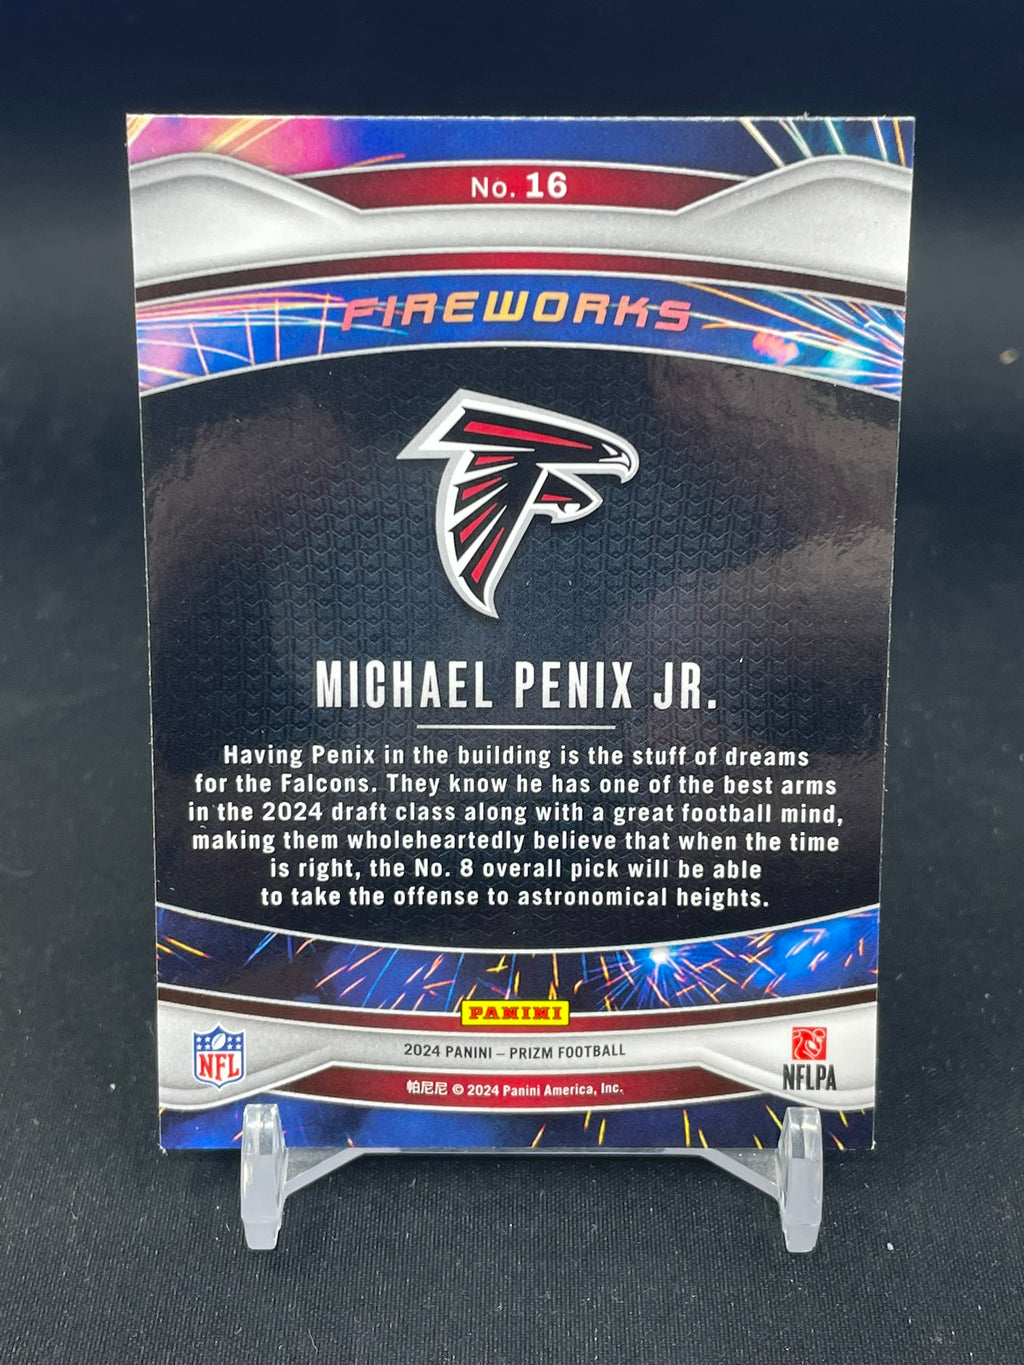 No. 16
FIREWORKS
MICHAEL PENIX JR.
Having Penix in the building is the stuff of dreams
for the Falcons. They know he has one of the best arms
in the 2024 draft class along with a great football mind,
making them wholeheartedly believe that when the time
is right, the No. 8 overall pick will be able
to take the offense to astronomical heights.
PANINI
NFL
2024 PANINI – PRIZM FOOTBALL
NFLPA
帕尼尼 © 2024 Panini America, Inc.